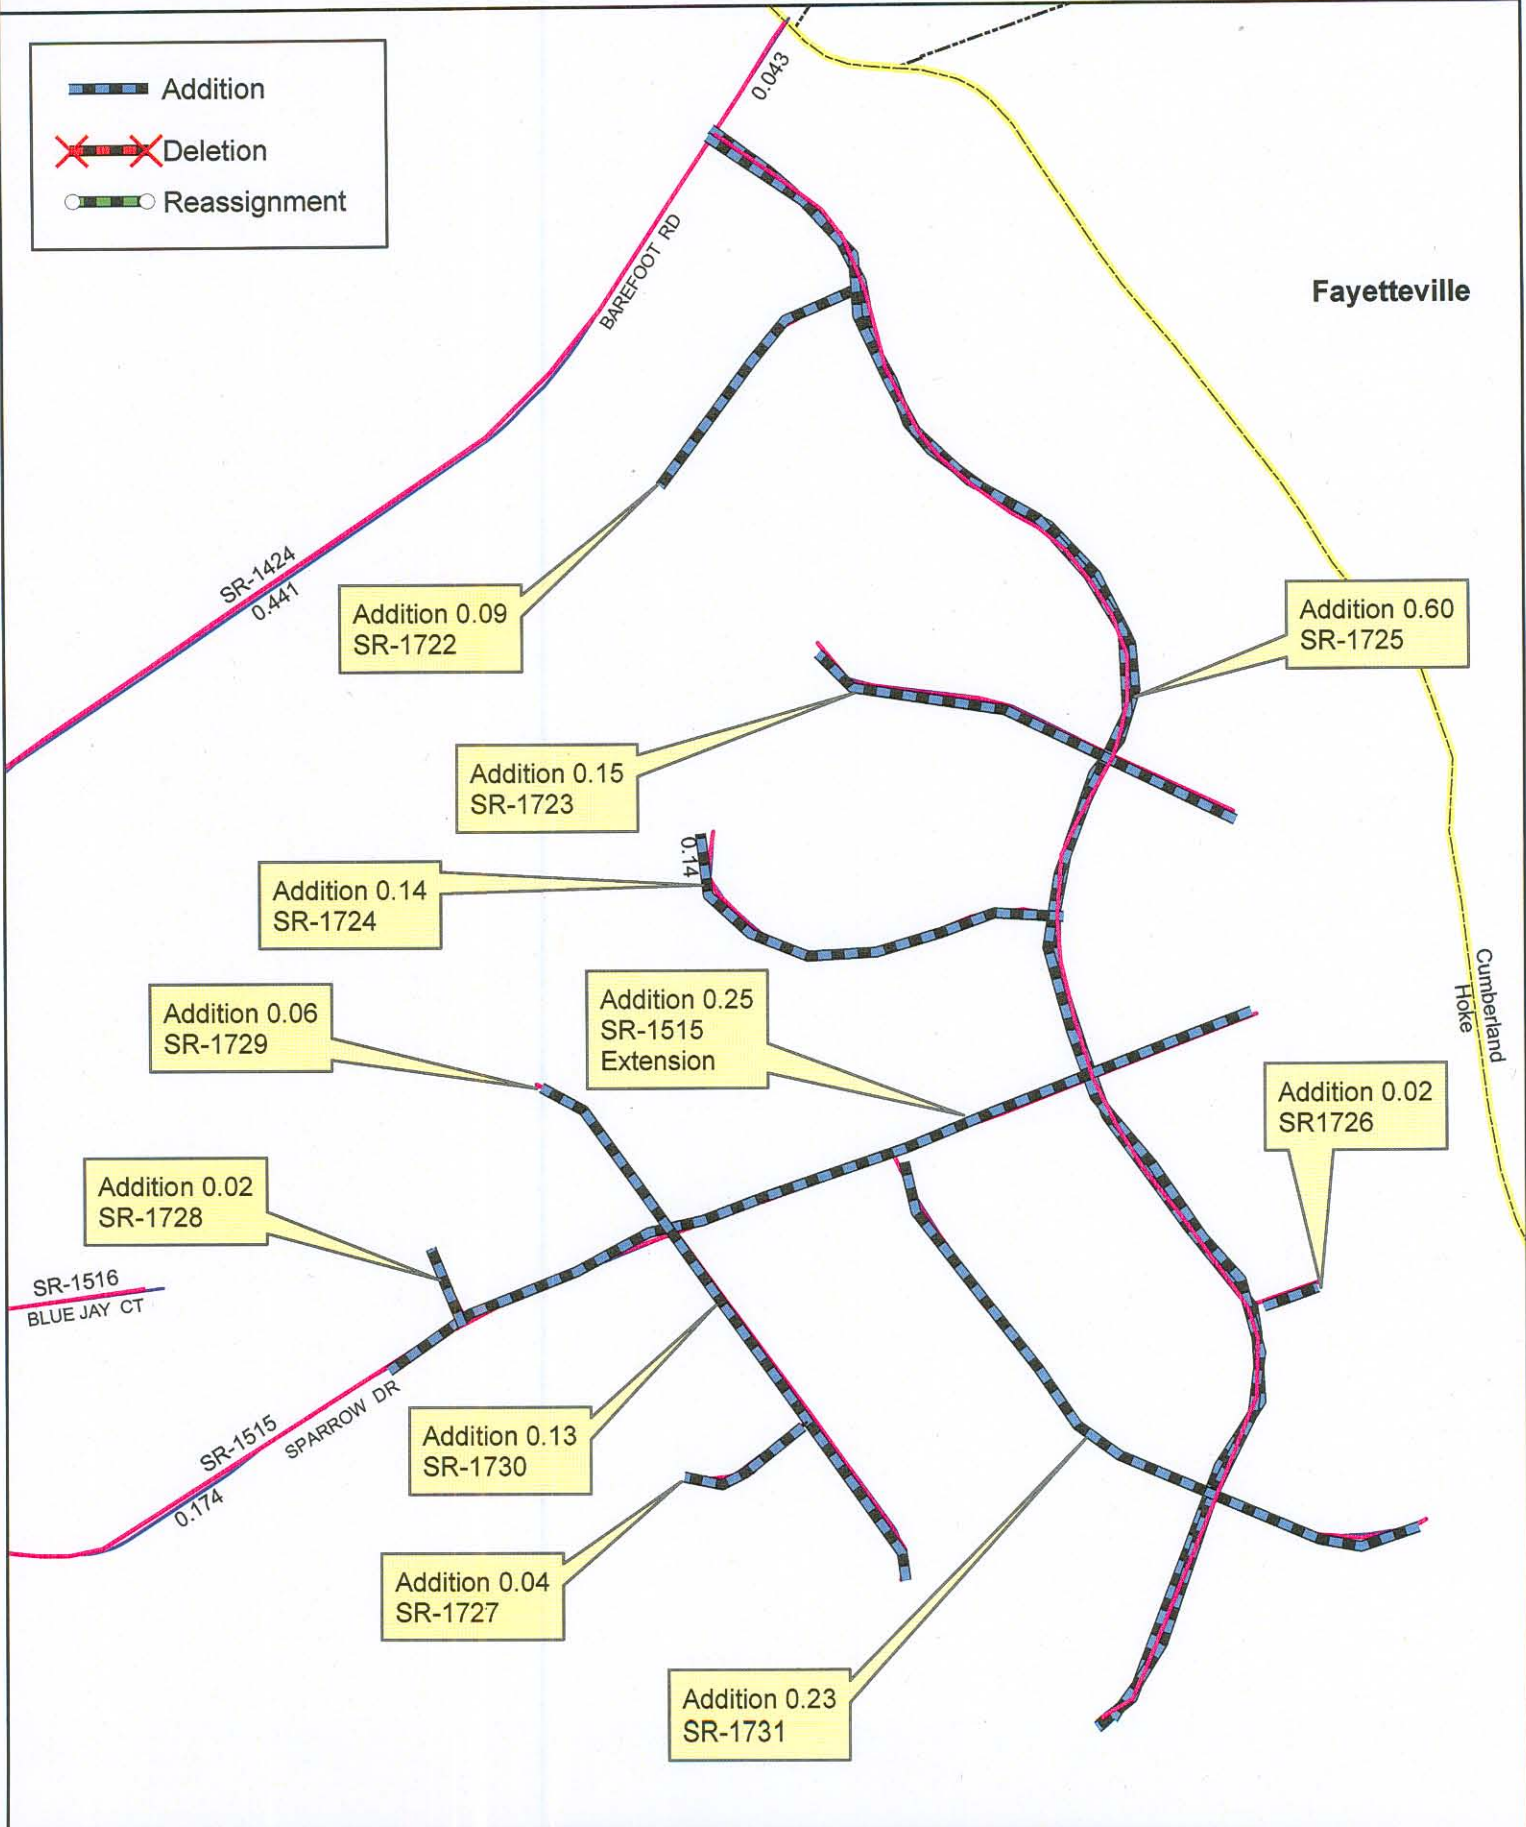 Addition
Deletion
Reassignment
0.043
BAREFOOT RD
Fayetteville
SR-1424
0.441
Addition 0.09
SR-1722
Addition 0.60
SR-1725
Addition 0.15
SR-1723
0.14
Addition 0.14
SR-1724
Addition 0.06
SR-1729
Addition 0.25
SR-1515
Extension
Cumberland
Hoke
Addition 0.02
SR1726
Addition 0.02
SR-1728
SR-1516
BLUE JAY CT
SPARROW DR
SR-1515
0.174
Addition 0.13
SR-1730
Addition 0.04
SR-1727
Addition 0.23
SR-1731